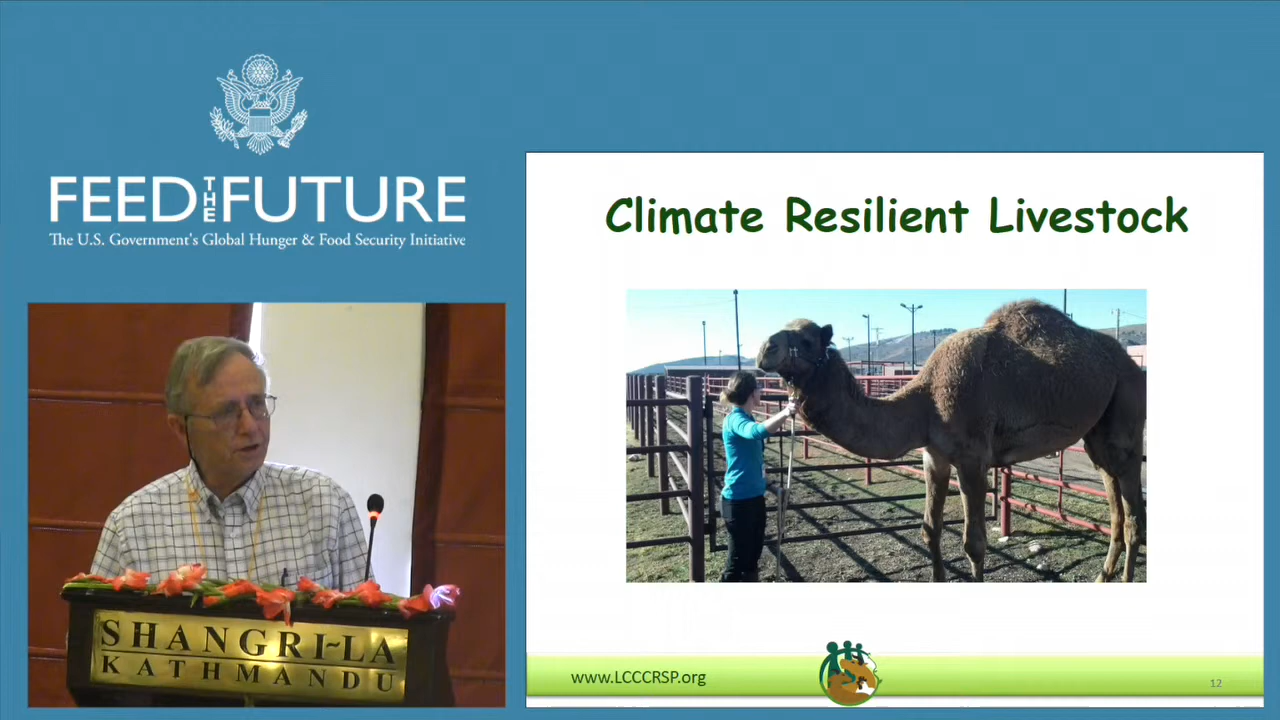 FEED THE FUTURE
The U.S. Government's Global Hunger & Food Security Initiative
Climate Resilient Livestock
SHANGRI~LA
KATHMANDU
www.LCCCRSP.org
12